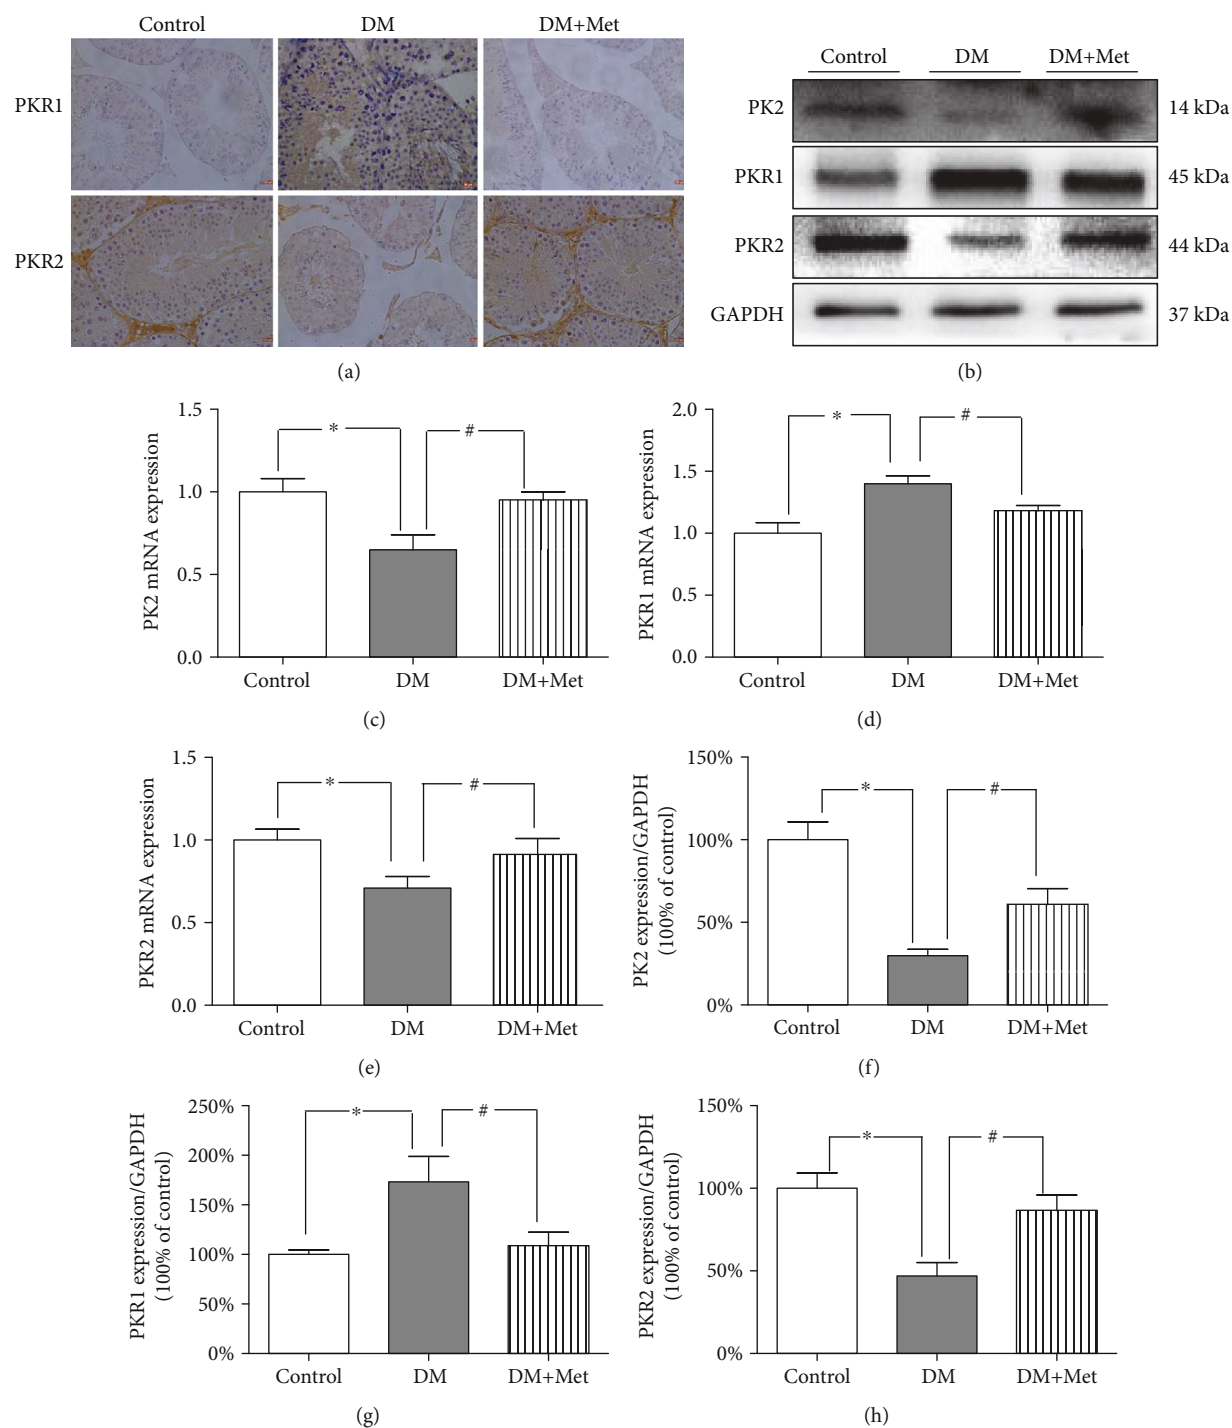 Control DM DM+Met
PKR1
PKR2
(a)
Control DM DM+Met
PK2 14 kDa
PKR1 45 kDa
PKR2 44 kDa
GAPDH 37 kDa
(b)
PK2 mRNA expression
1.5
1.0
0.5
0.0
* #
Control DM DM+Met
(c)
PKR1 mRNA expression
2.0
1.5
1.0
0.5
0.0
* #
Control DM DM+Met
(d)
PKR2 mRNA expression
1.5
1.0
0.5
0.0
* #
Control DM DM+Met
(e)
PK2 expression/GAPDH
(100% of control)
150%
100%
50%
0%
* #
Control DM DM+Met
(f)
PKR1 expression/GAPDH
(100% of control)
250%
200%
150%
100%
50%
0%
* #
Control DM DM+Met
(g)
PKR2 expression/GAPDH
(100% of control)
150%
100%
50%
0%
* #
Control DM DM+Met
(h)